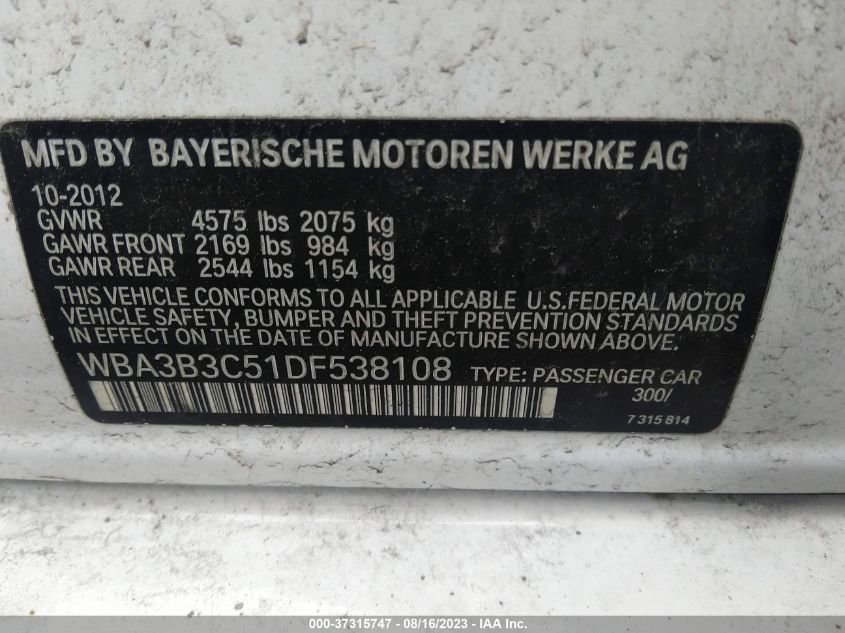 MFD BY BAYERISCHE MOTOREN WERKE AG
10-2012
GVWR 4575 lbs 2075 kg
GAWR FRONT 2169 lbs 984 kg
GAWR REAR 2544 lbs 1154 kg
THIS VEHICLE CONFORMS TO ALL APPLICABLE U.S.FEDERAL MOTOR
VEHICLE SAFETY, BUMPER AND THEFT PREVENTION STANDARDS
IN EFFECT ON THE DATE OF MANUFACTURE SHOWN ABOVE.
WBA3B3C51DF538108 TYPE: PASSENGER CAR
300/
7 315 814
000-37315747 - 08/16/2023 - IAA Inc.